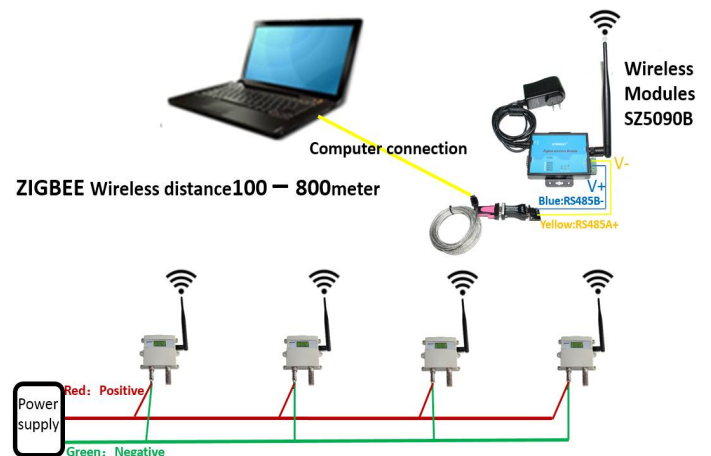 Wireless
Modules
SZ5090B
Computer connection
V-
ZIGBEE Wireless distance100 — 800meter
V+
Blue:RS485B-
Yellow:RS485A+
Red: Positive
Power
supply
Green: Negative